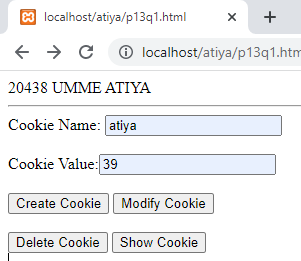 localhost/atiya/p13q1.html
localhost/atiya/p13q1.htm
20438 UMME ATIYA
Cookie Name: atiya
Cookie Value:39
Create Cookie Modify Cookie
Delete Cookie Show Cookie